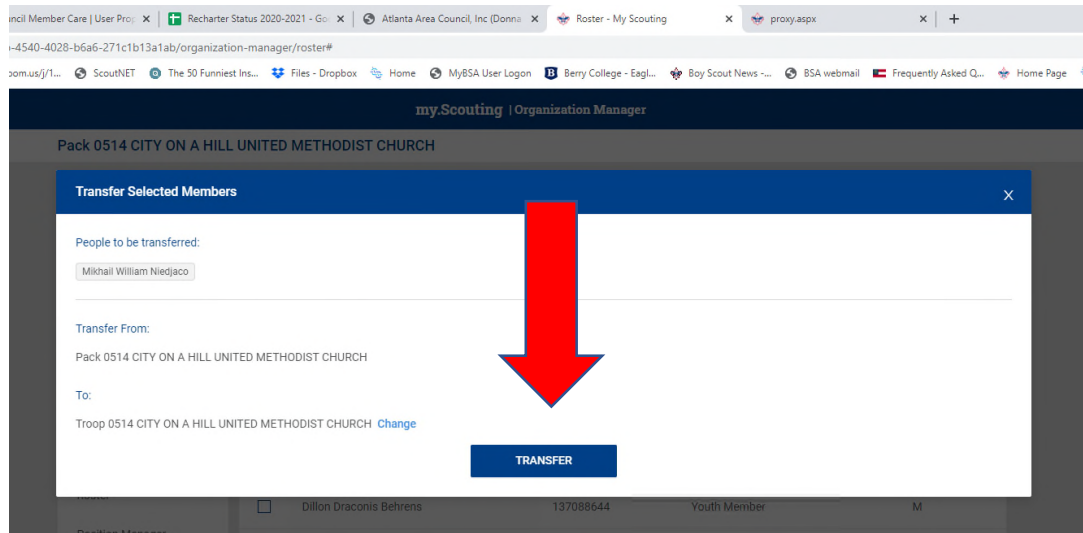 ıncil Member Care | User Prop
Recharter Status 2020-2021 - Go
Atlanta Area Council, Inc (Donna
Roster - My Scouting
proxy.aspx
-4540-4028-b6a6-271c1b13a1ab/organization-manager/roster#
oom.us/j/1...
ScoutNET
The 50 Funniest Ins...
Files - Dropbox
Home
MyBSA User Logon
Berry College - Eagl...
Boy Scout News -...
BSA webmail
Frequently Asked Q...
Home Page
my.Scouting | Organization Manager
Pack 0514 CITY ON A HILL UNITED METHODIST CHURCH
Transfer Selected Members
X
People to be transferred:
Mikhail William Niedjaco
Transfer From:
Pack 0514 CITY ON A HILL UNITED METHODIST CHURCH
To:
Troop 0514 CITY ON A HILL UNITED METHODIST CHURCH Change
TRANSFER
Roster
Dillon Draconis Behrens 137088644 Youth Member M
Position Manager